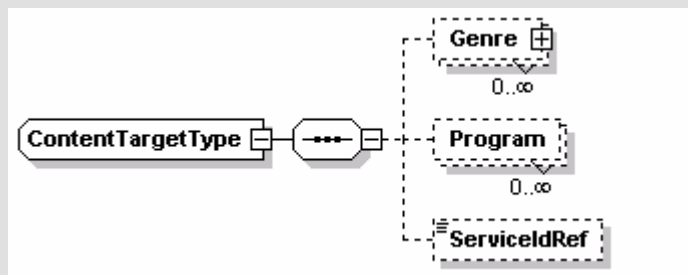 Genre
0..∞
ContentTargetType
Program
0..∞
ServiceIdRef